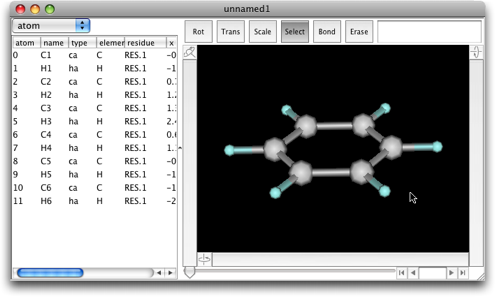 unnamed1
atom
Rot Trans Scale Select Bond Erase
atom name type elemer residue x
0 C1 ca C RES.1 -0
1 H1 ha H RES.1 -1
2 C2 ca C RES.1 0.
3 H2 ha H RES.1 1.2
4 C3 ca C RES.1 1.
5 H3 ha H RES.1 2.4
6 C4 ca C RES.1 0.6
7 H4 ha H RES.1 1.
8 C5 ca C RES.1 -0
9 H5 ha H RES.1 -1
10 C6 ca C RES.1 -1
11 H6 ha H RES.1 -2